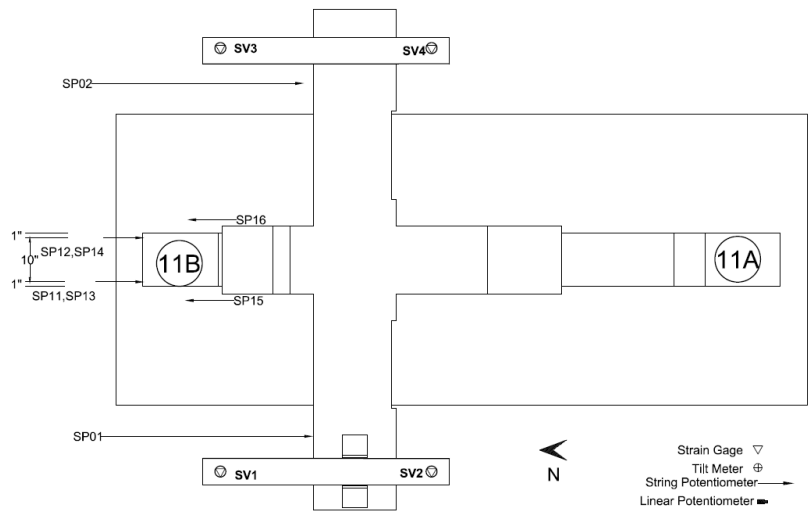 SV3 SV4
SP02
SP16
1"
SP12,SP14
10"
11B 11A
1"
SP11,SP13
SP15
SP01
Strain Gage
N
Tilt Meter
String Potentiometer
SV1 SV2
Linear Potentiometer